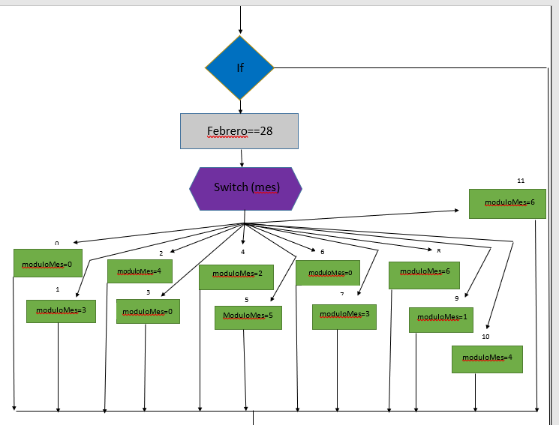 If
Febrero==28
Switch (mes)
11
moduloMes=6
0
moduloMes=0
2
moduloMes=4
4
moduloMes=2
6
moduloMes=0
8
moduloMes=6
1
moduloMes=3
3
moduloMes=0
5
ModuloMes=5
7
moduloMes=3
9
moduloMes=1
10
moduloMes=4